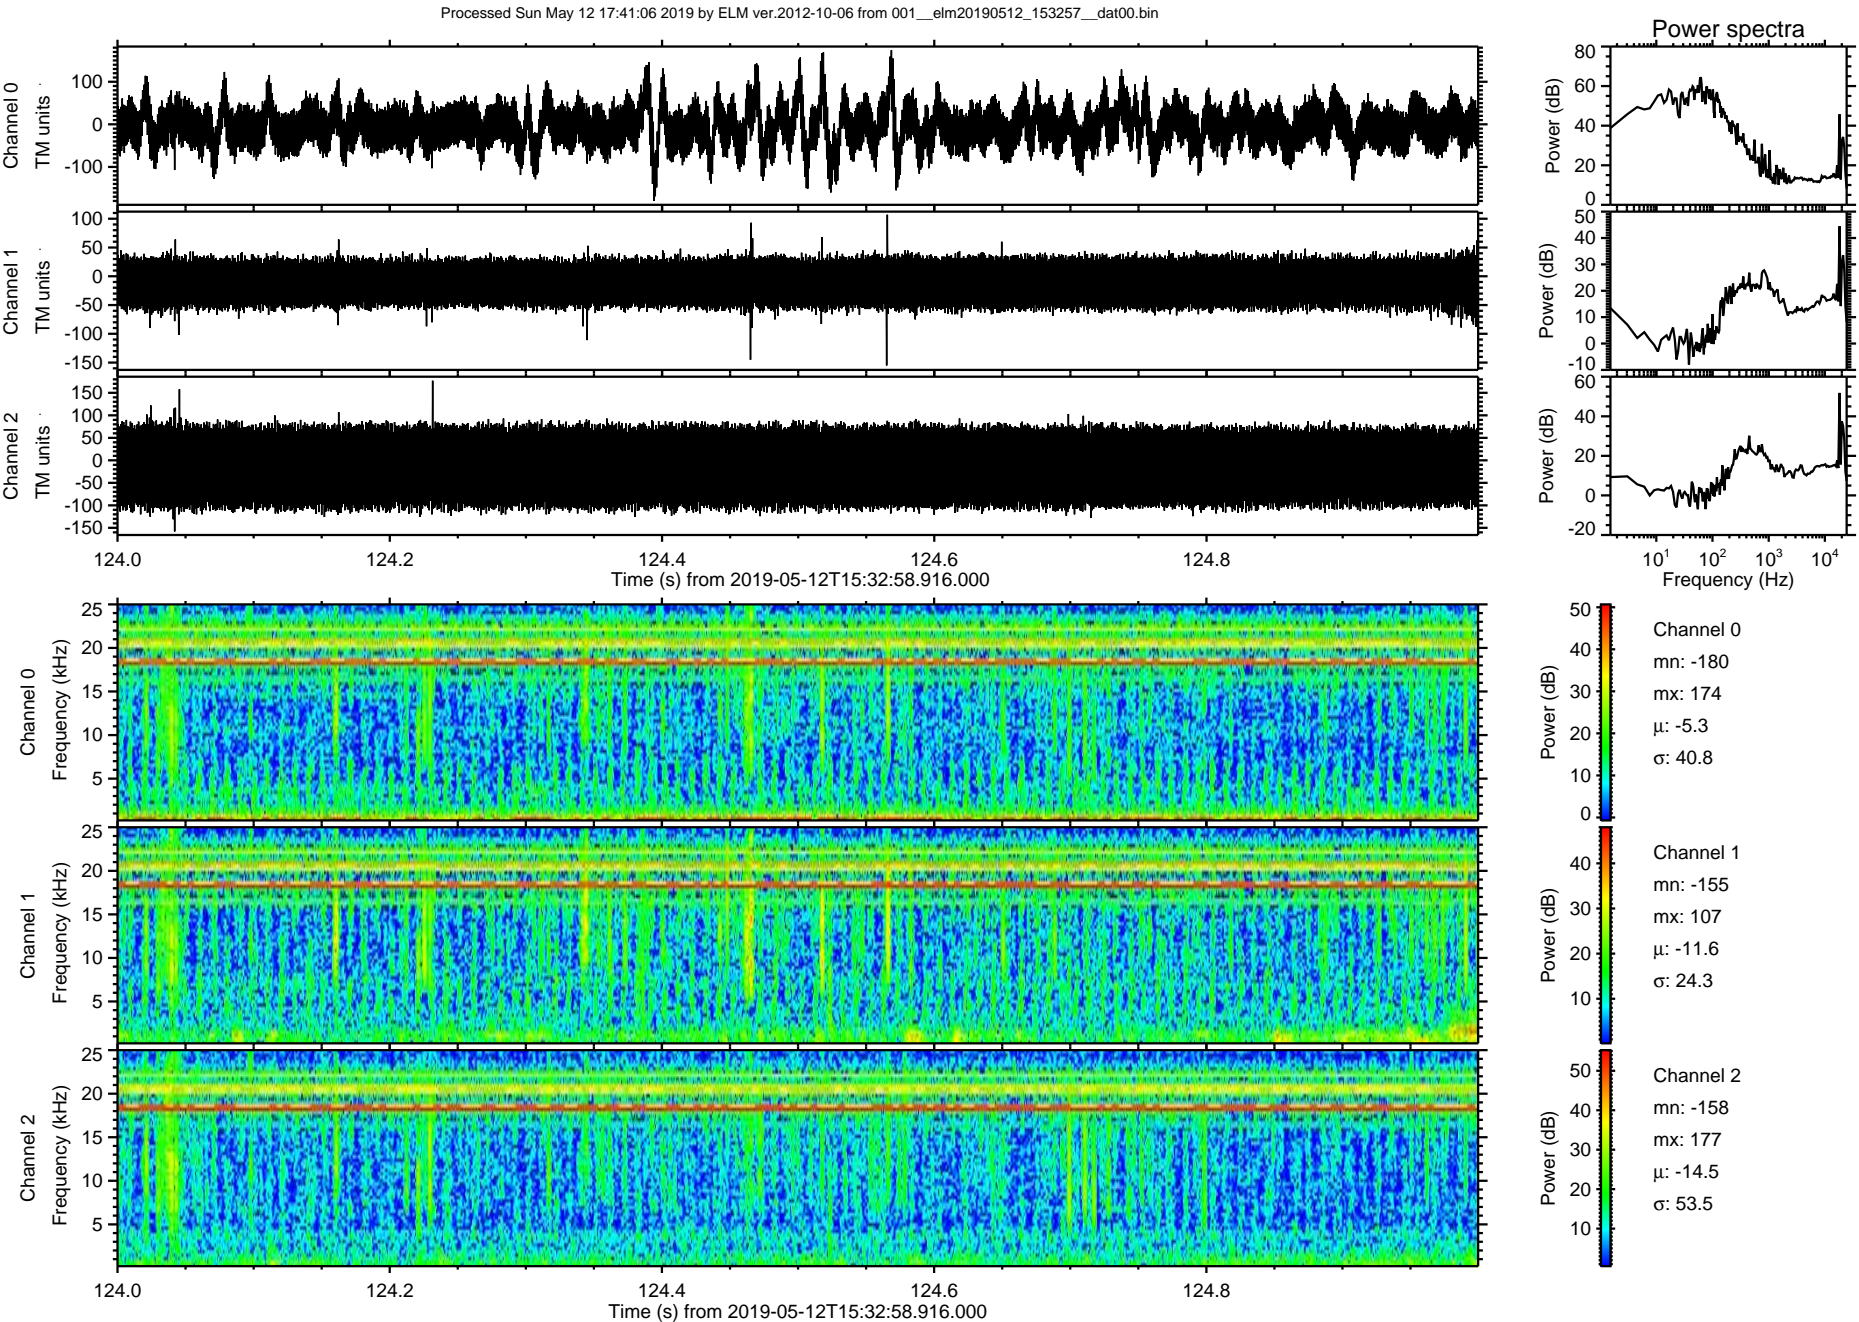 Processed Sun May 12 17:41:06 2019 by ELM ver.2012-10-06 from 001__elm20190512_153257__dat00.bin
Power spectra
Channel 0
TM units
100
0
-100
Power (dB)
80
60
40
20
0
Channel 1
TM units
100
50
0
-50
-100
-150
Power (dB)
50
40
30
20
10
0
-10
Channel 2
TM units
150
100
50
0
-50
-100
-150
Power (dB)
60
40
20
0
-20
124.0 124.2 124.4 124.6 124.8
Time (s) from 2019-05-12T15:32:58.916.000
10¹ 10² 10³ 10⁴
Frequency (Hz)
Channel 0
Frequency (kHz)
25
20
15
10
5
Power (dB)
50
40
30
20
10
0
Channel 0
mn: -180
mx: 174
µ: -5.3
σ: 40.8
Channel 1
Frequency (kHz)
25
20
15
10
5
Power (dB)
40
30
20
10
Channel 1
mn: -155
mx: 107
µ: -11.6
σ: 24.3
Channel 2
Frequency (kHz)
25
20
15
10
5
Power (dB)
50
40
30
20
10
Channel 2
mn: -158
mx: 177
µ: -14.5
σ: 53.5
124.0 124.2 124.4 124.6 124.8
Time (s) from 2019-05-12T15:32:58.916.000